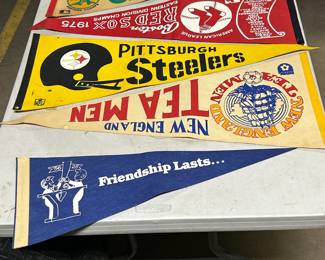 Boston
RED SOX
EASTERN DIVISION CHAMPS
1975
AMERICAN LEAGUE
PITTSBURGH
Steelers
NEW ENGLAND
TEA MEN
NEW ENGLAND
TEA MEN
Friendship Lasts...